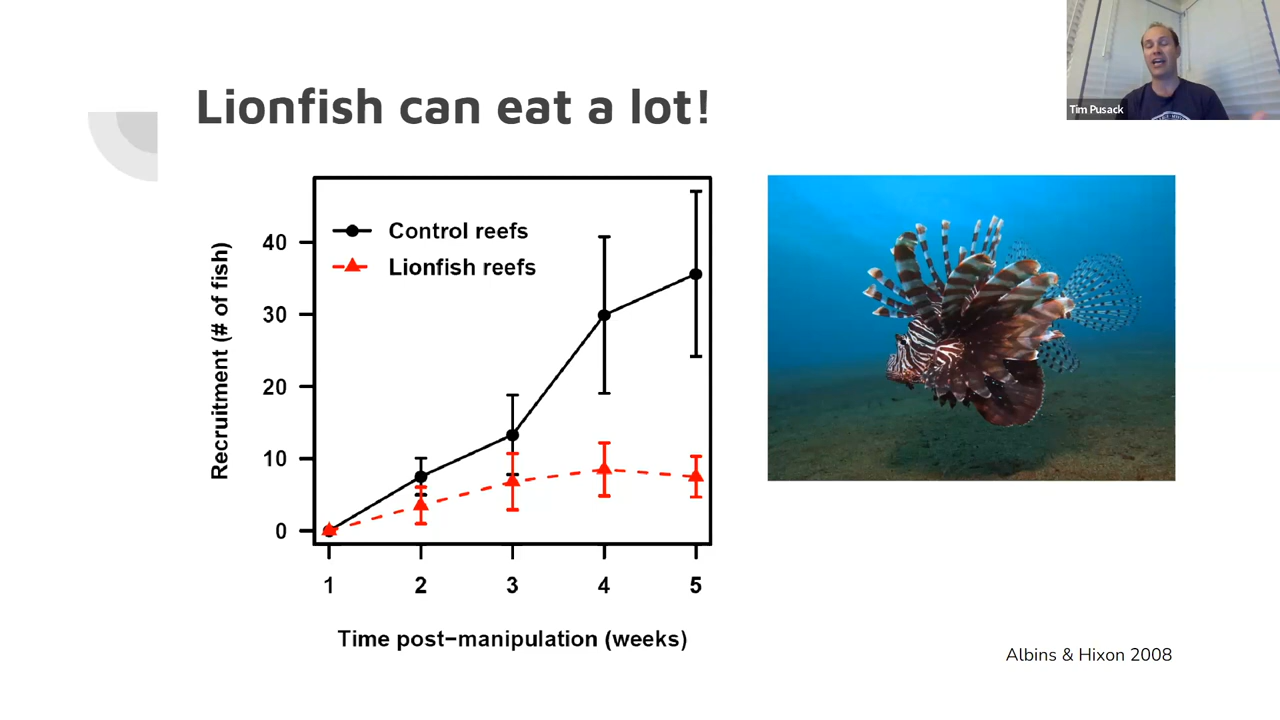 Tim Pusack
Lionfish can eat a lot!
Control reefs
Lionfish reefs
Recruitment (# of fish)
40
30
20
10
0
1 2 3 4 5
Time post−manipulation (weeks)
Albins & Hixon 2008